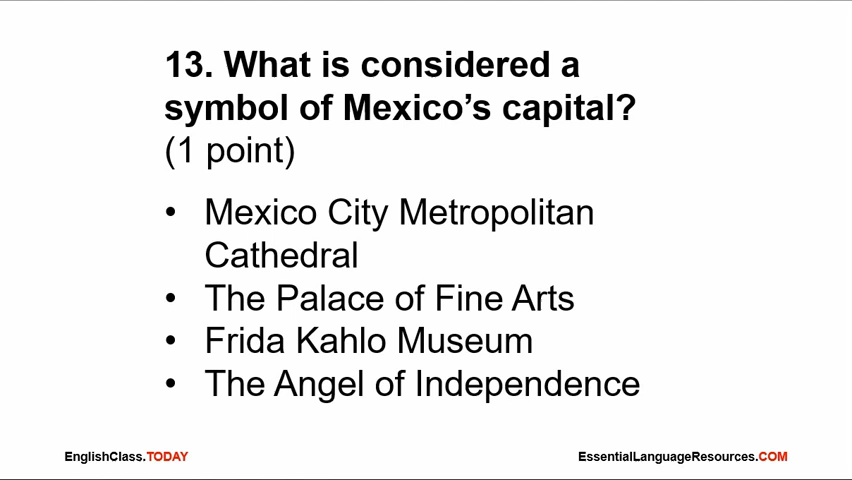 13. What is considered a
symbol of Mexico’s capital?
(1 point)
• Mexico City Metropolitan
Cathedral
• The Palace of Fine Arts
• Frida Kahlo Museum
• The Angel of Independence
EnglishClass.TODAY
EssentialLanguageResources.COM